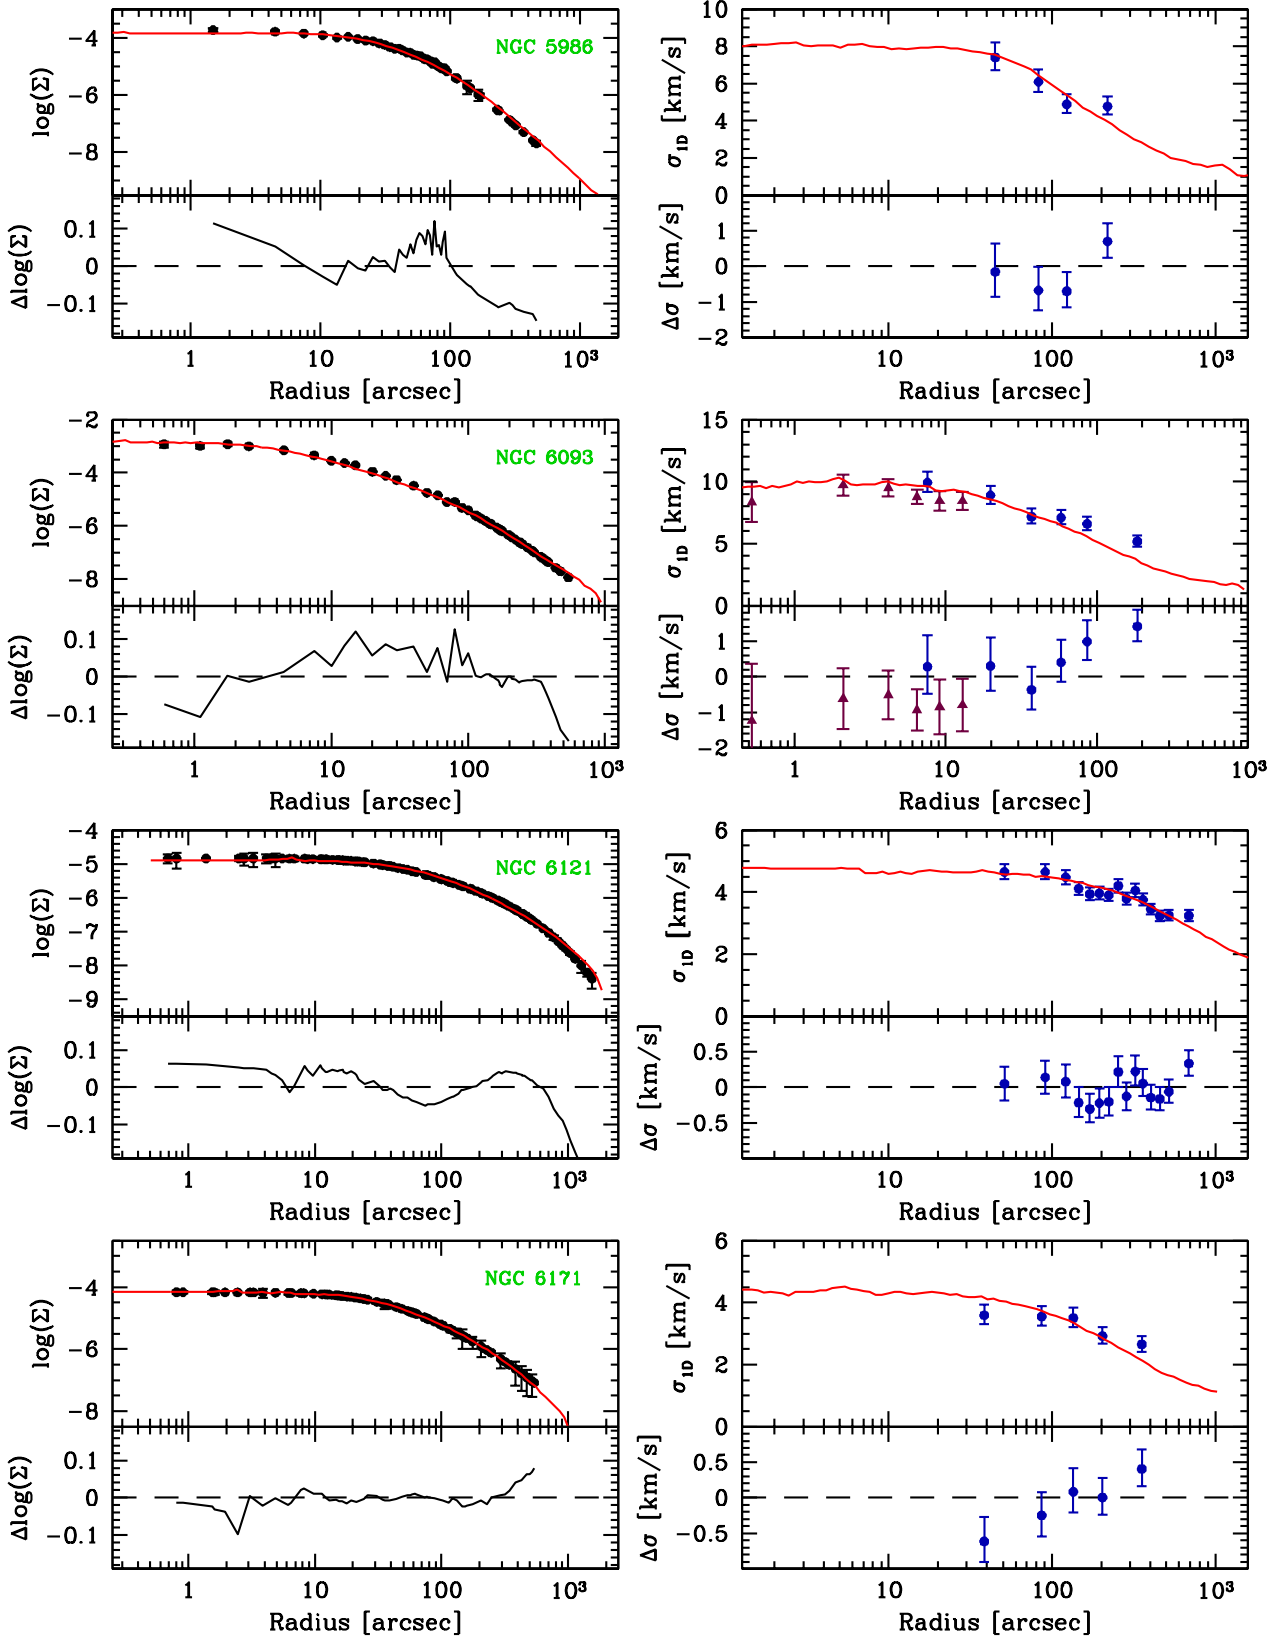 NGC 5986
log(Σ)
−4
−6
−8
Δlog(Σ)
0.1
0
−0.1
1 10 100 10³
Radius [arcsec]
σ1D [km/s]
10
8
6
4
2
0
Δσ [km/s]
1
0
−1
−2
10 100 10³
Radius [arcsec]
NGC 6093
log(Σ)
−2
−4
−6
−8
Δlog(Σ)
0.1
0
−0.1
1 10 100 10³
Radius [arcsec]
σ1D [km/s]
15
10
5
0
Δσ [km/s]
1
0
−1
−2
1 10 100 10³
Radius [arcsec]
NGC 6121
log(Σ)
−4
−5
−6
−7
−8
−9
Δlog(Σ)
0.1
0
−0.1
1 10 100 10³
Radius [arcsec]
σ1D [km/s]
6
4
2
0
Δσ [km/s]
0.5
0
−0.5
10 100 10³
Radius [arcsec]
NGC 6171
log(Σ)
−4
−6
−8
Δlog(Σ)
0.1
0
−0.1
1 10 100 10³
Radius [arcsec]
σ1D [km/s]
6
4
2
0
Δσ [km/s]
0.5
0
−0.5
10 100 10³
Radius [arcsec]